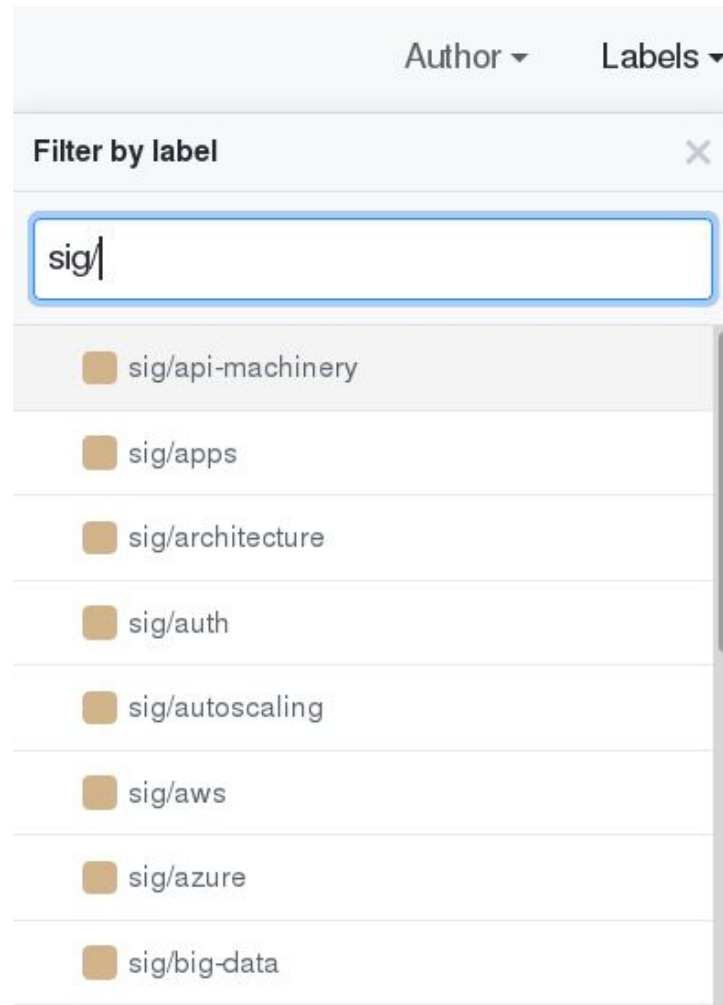 Author Labels
Filter by label
sig/
sig/api-machinery
sig/apps
sig/architecture
sig/auth
sig/autoscaling
sig/aws
sig/azure
sig/big-data